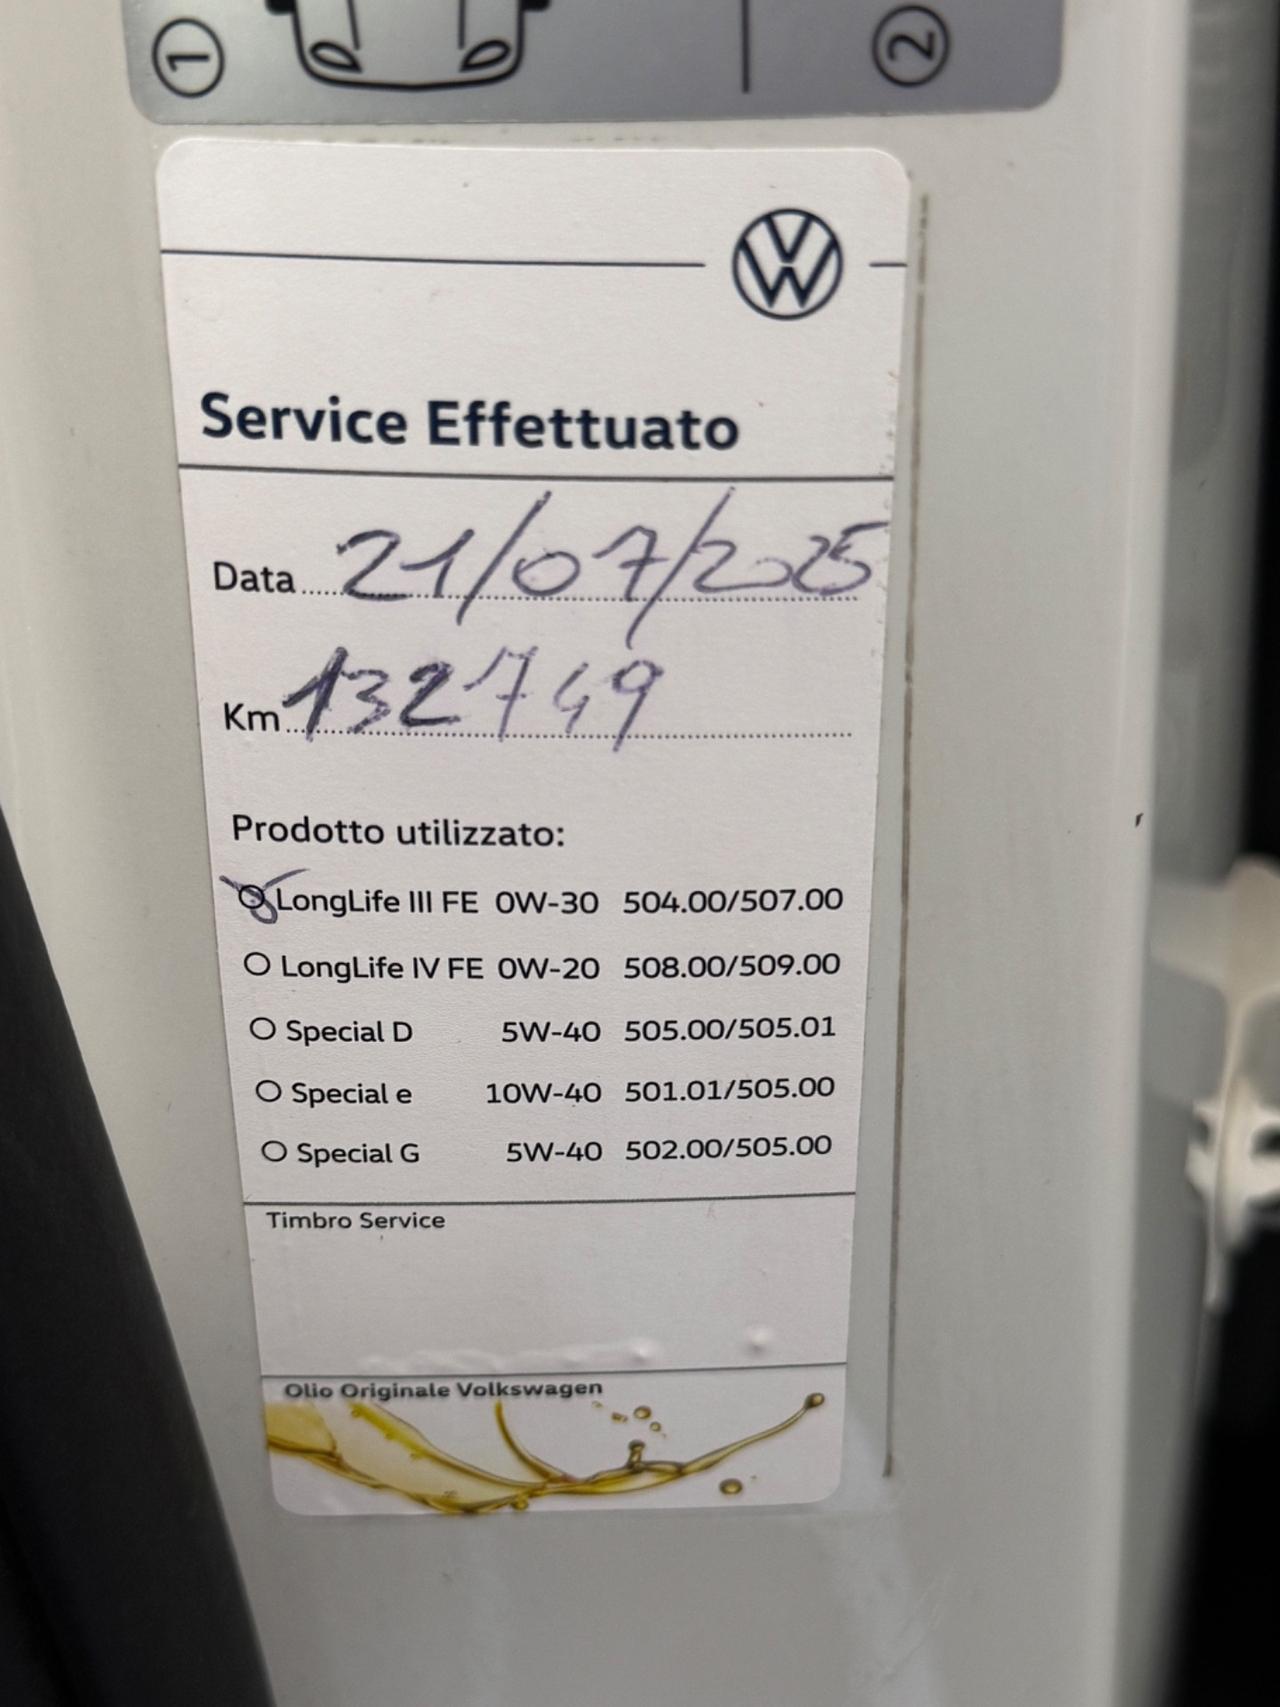 1 2
Service Effettuato
Data 21/07/2025
Km 132749
Prodotto utilizzato:
LongLife III FE 0W-30 504.00/507.00
LongLife IV FE 0W-20 508.00/509.00
Special D 5W-40 505.00/505.01
Special e 10W-40 501.01/505.00
Special G 5W-40 502.00/505.00
Timbro Service
Olio Originale Volkswagen